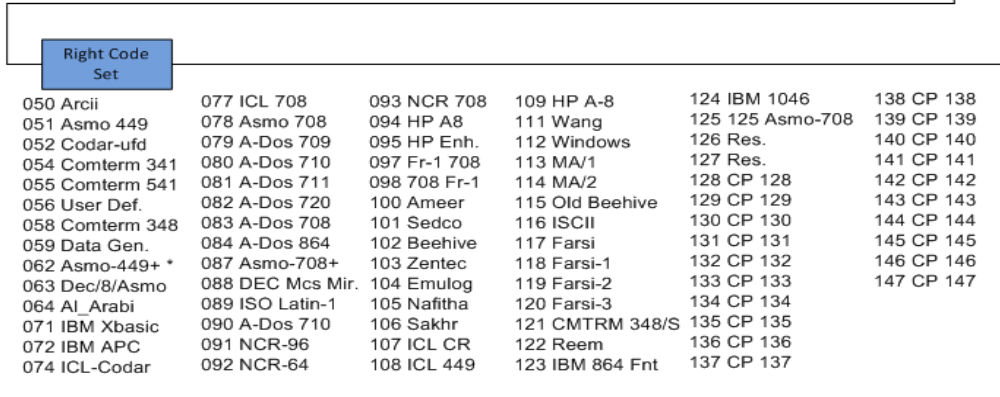 Right Code
Set
050 Arcii
051 Asmo 449
052 Codar-ufd
054 Comterm 341
055 Comterm 541
056 User Def.
058 Comterm 348
059 Data Gen.
062 Asmo-449+ *
063 Dec/8/Asmo
064 Al_Arabi
071 IBM Xbasic
072 IBM APC
074 ICL-Codar
077 ICL 708
078 Asmo 708
079 A-Dos 709
080 A-Dos 710
081 A-Dos 711
082 A-Dos 720
083 A-Dos 708
084 A-Dos 864
087 Asmo-708+
088 DEC Mcs Mir.
089 ISO Latin-1
090 A-Dos 710
091 NCR-96
092 NCR-64
093 NCR 708
094 HP A8
095 HP Enh.
097 Fr-1 708
098 708 Fr-1
100 Ameer
101 Sedco
102 Beehive
103 Zentec
104 Emulog
105 Nafitha
106 Sakhr
107 ICL CR
108 ICL 449
109 HP A-8
111 Wang
112 Windows
113 MA/1
114 MA/2
115 Old Beehive
116 ISCII
117 Farsi
118 Farsi-1
119 Farsi-2
120 Farsi-3
121 CMTRM 348/S
122 Reem
123 IBM 864 Fnt
124 IBM 1046
125 125 Asmo-708
126 Res.
127 Res.
128 CP 128
129 CP 129
130 CP 130
131 CP 131
132 CP 132
133 CP 133
134 CP 134
135 CP 135
136 CP 136
137 CP 137
138 CP 138
139 CP 139
140 CP 140
141 CP 141
142 CP 142
143 CP 143
144 CP 144
145 CP 145
146 CP 146
147 CP 147